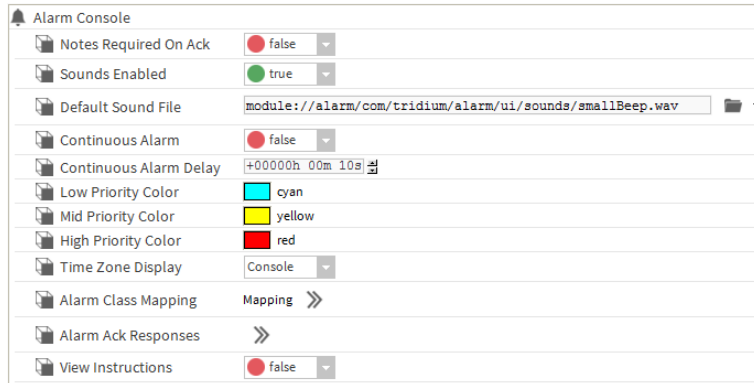 Alarm Console
Notes Required On Ack false
Sounds Enabled true
Default Sound File module://alarm/com/tridium/alarm/ui/sounds/smallBeep.wav
Continuous Alarm false
Continuous Alarm Delay +00000h 00m 10s
Low Priority Color cyan
Mid Priority Color yellow
High Priority Color red
Time Zone Display Console
Alarm Class Mapping Mapping
Alarm Ack Responses
View Instructions false